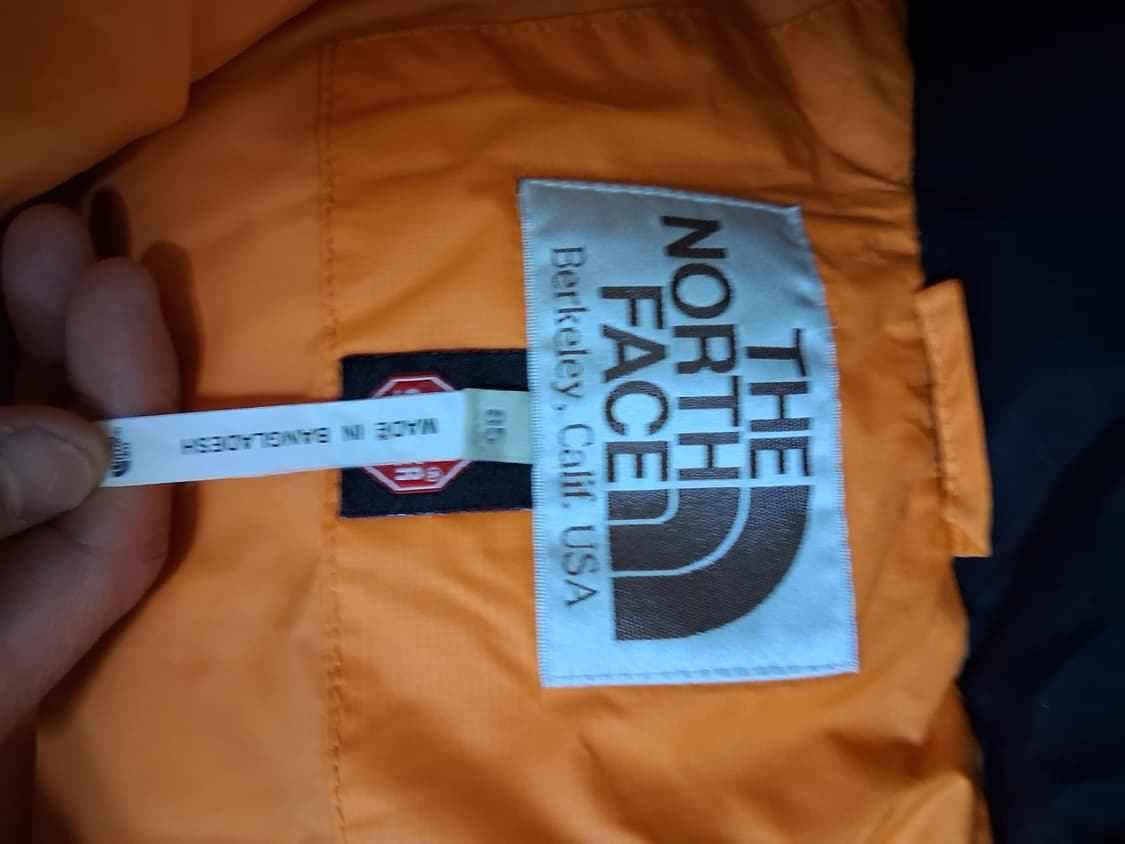 THE
NORTH
FACE
Berkeley, Calif. USA
MADE IN BANGLADESH